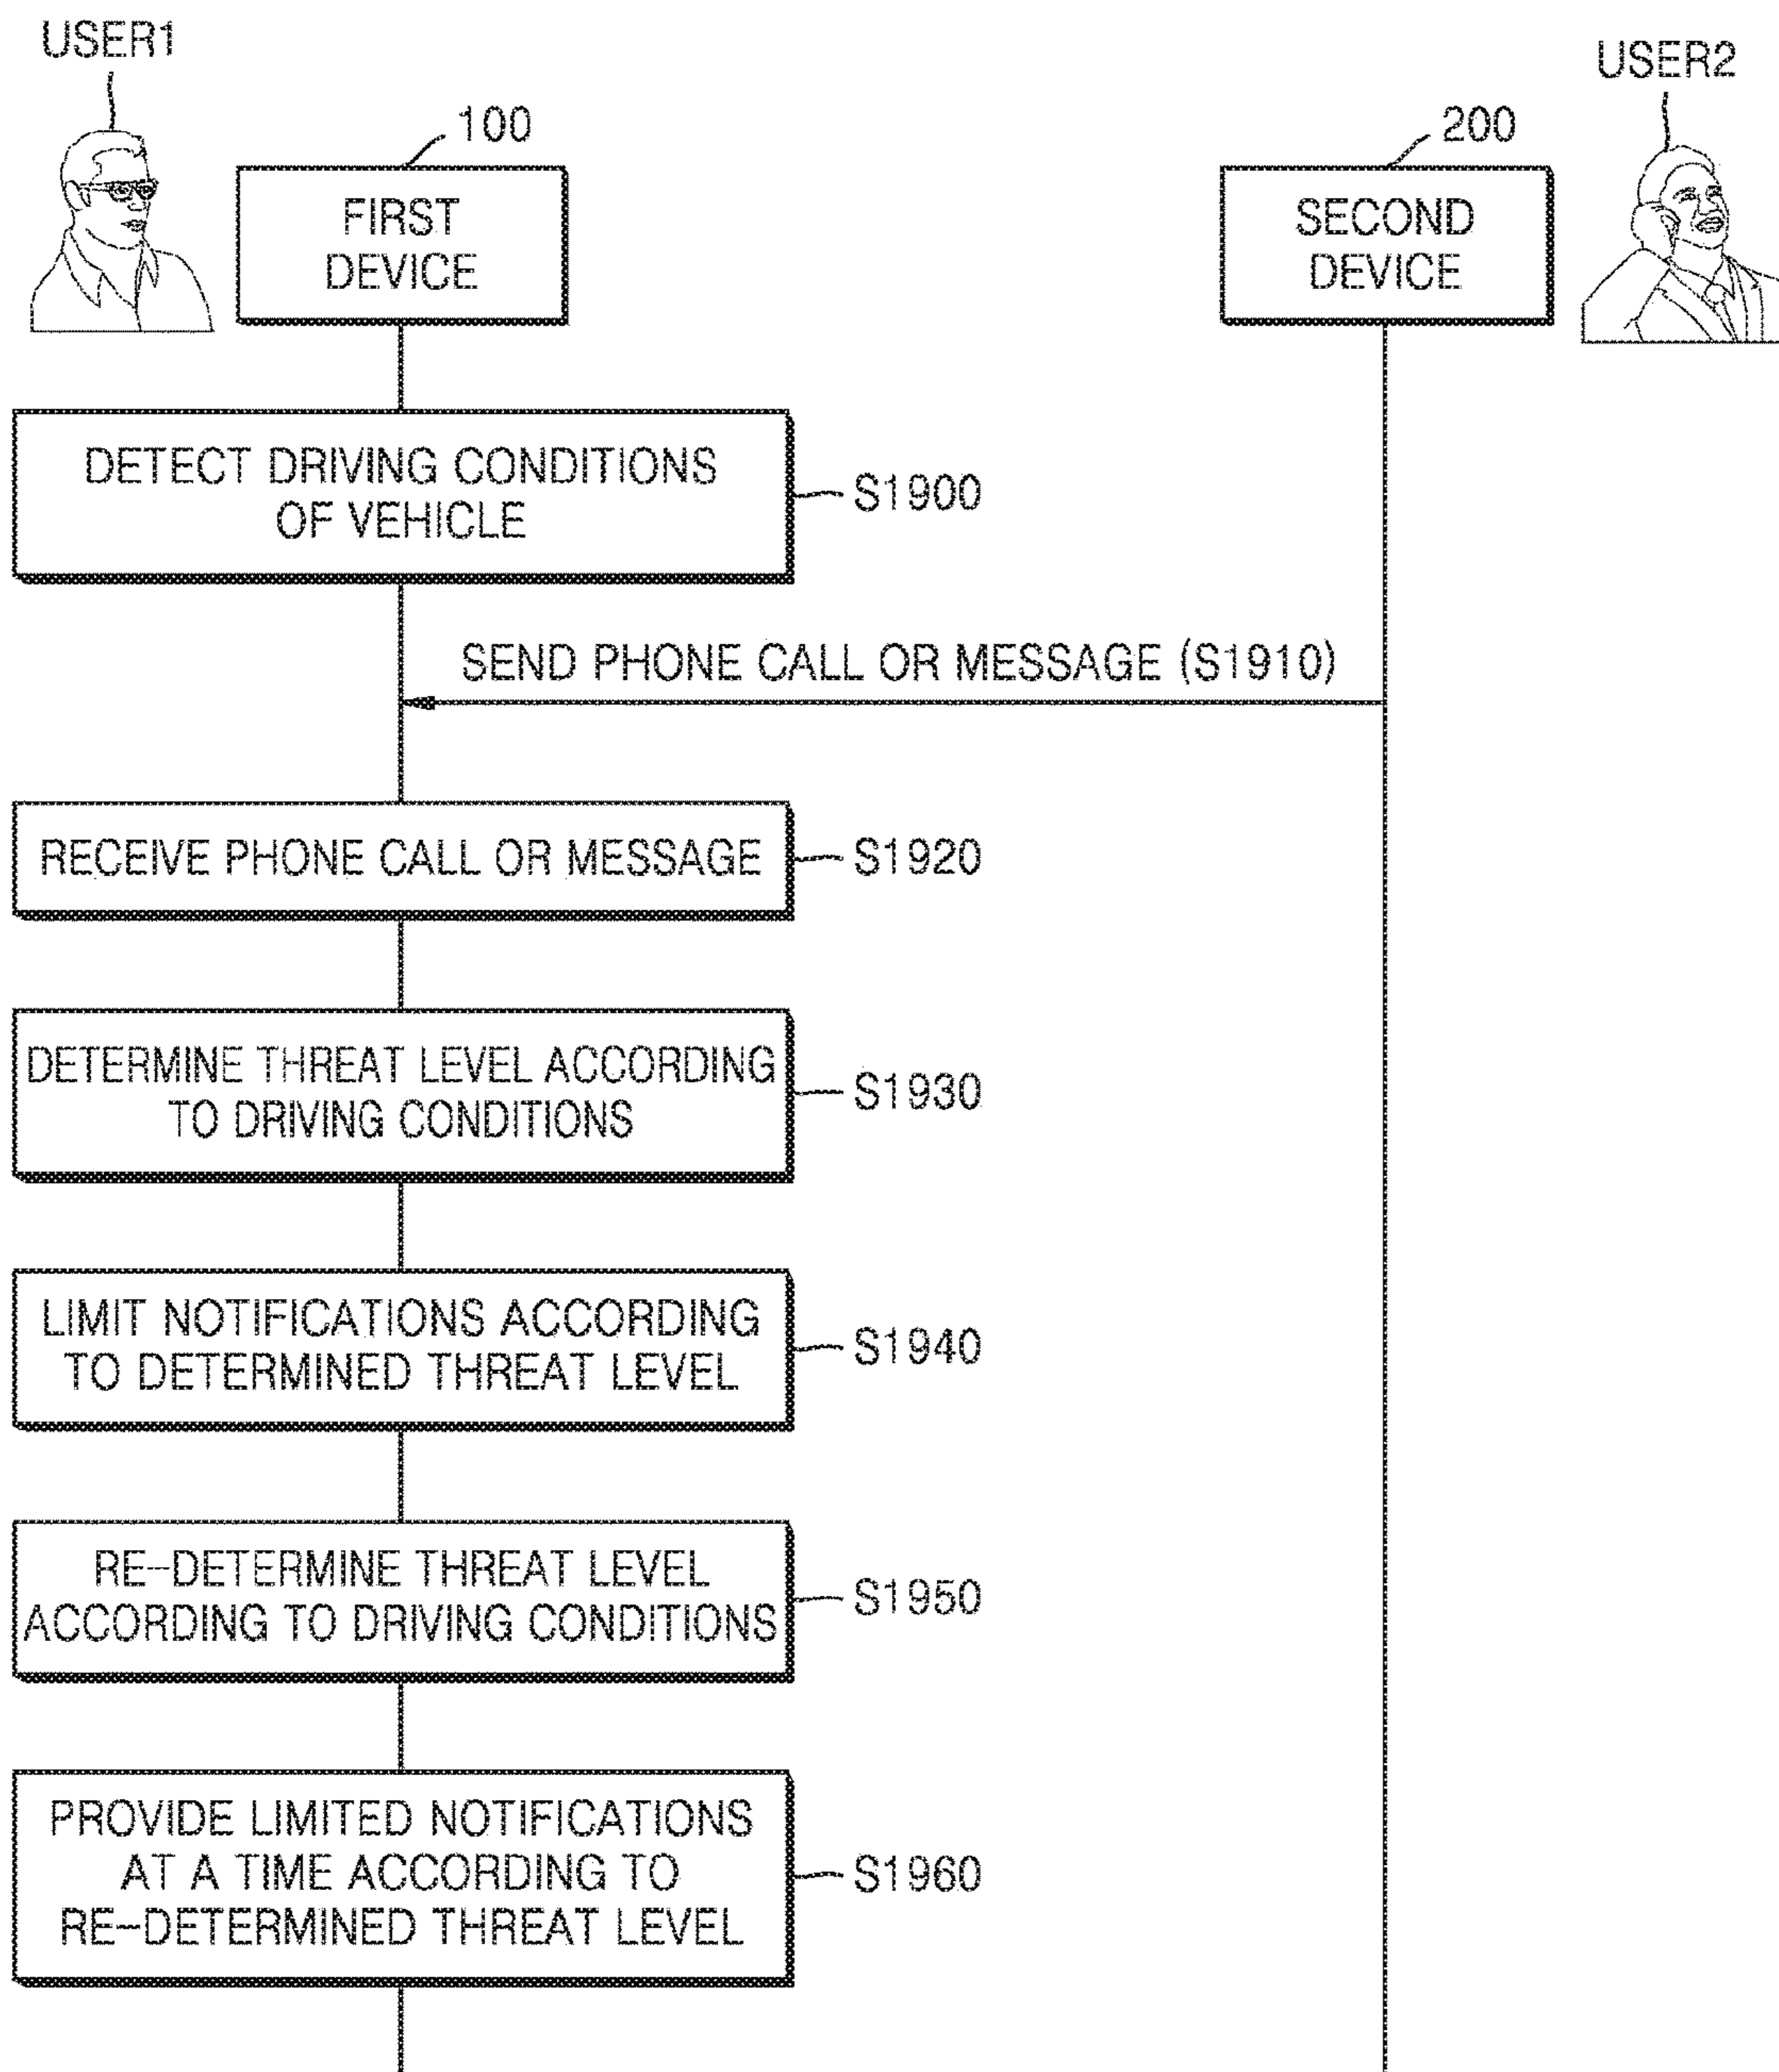 USER1
USER2
100
200
FIRST
DEVICE
SECOND
DEVICE
DETECT DRIVING CONDITIONS
OF VEHICLE
S1900
SEND PHONE CALL OR MESSAGE (S1910)
RECEIVE PHONE CALL OR MESSAGE
S1920
DETERMINE THREAT LEVEL ACCORDING
TO DRIVING CONDITIONS
S1930
LIMIT NOTIFICATIONS ACCORDING
TO DETERMINED THREAT LEVEL
S1940
RE-DETERMINE THREAT LEVEL
ACCORDING TO DRIVING CONDITIONS
S1950
PROVIDE LIMITED NOTIFICATIONS
AT A TIME ACCORDING TO
RE-DETERMINED THREAT LEVEL
S1960